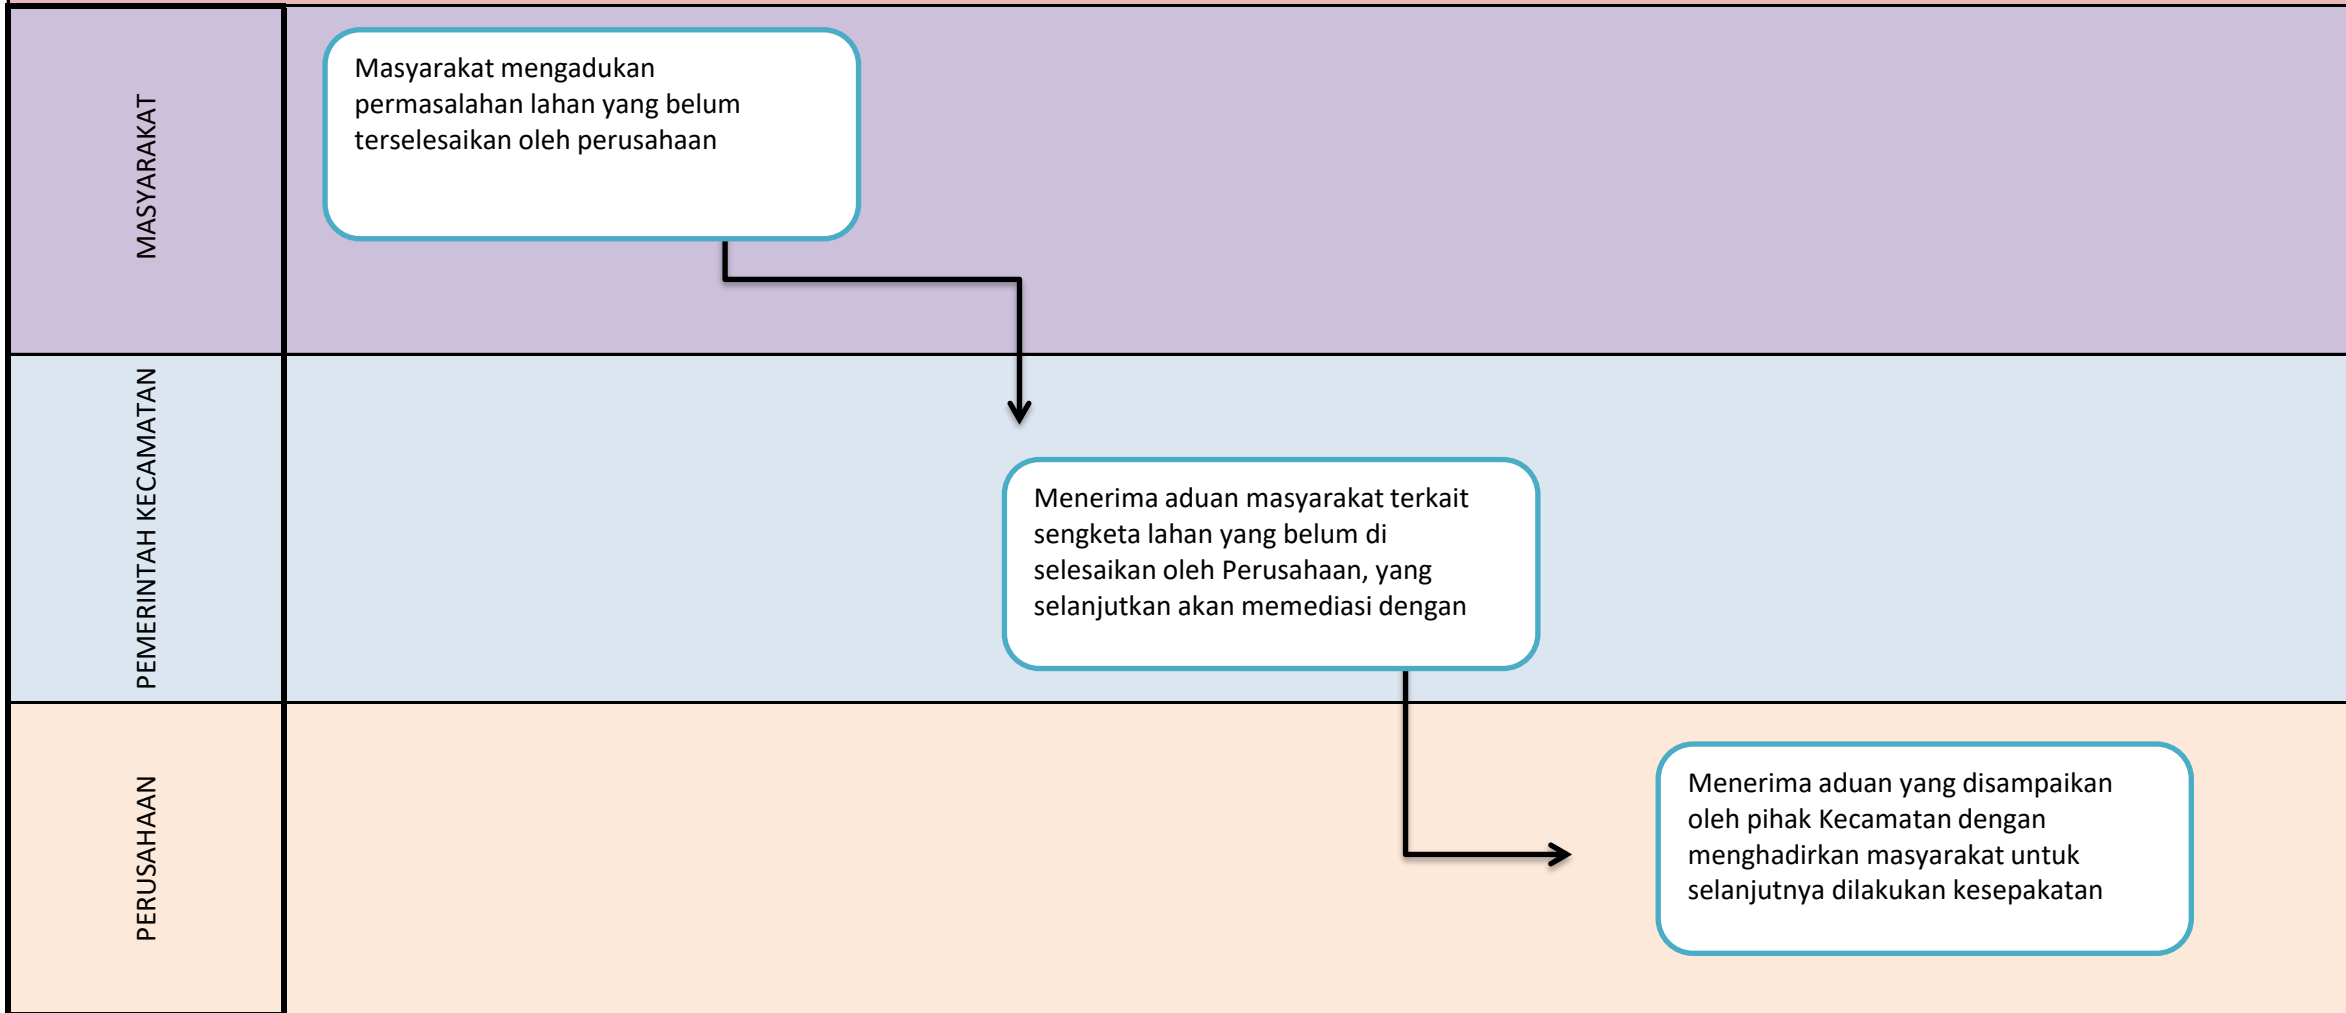 MASYARAKAT
Masyarakat mengadukan
permasalahan lahan yang belum
terselesaikan oleh perusahaan
PEMERINTAH KECAMATAN
Menerima aduan masyarakat terkait
sengketa lahan yang belum di
selesaikan oleh Perusahaan, yang
selanjutkan akan memediasi dengan
PERUSAHAAN
Menerima aduan yang disampaikan
oleh pihak Kecamatan dengan
menghadirkan masyarakat untuk
selanjutnya dilakukan kesepakatan